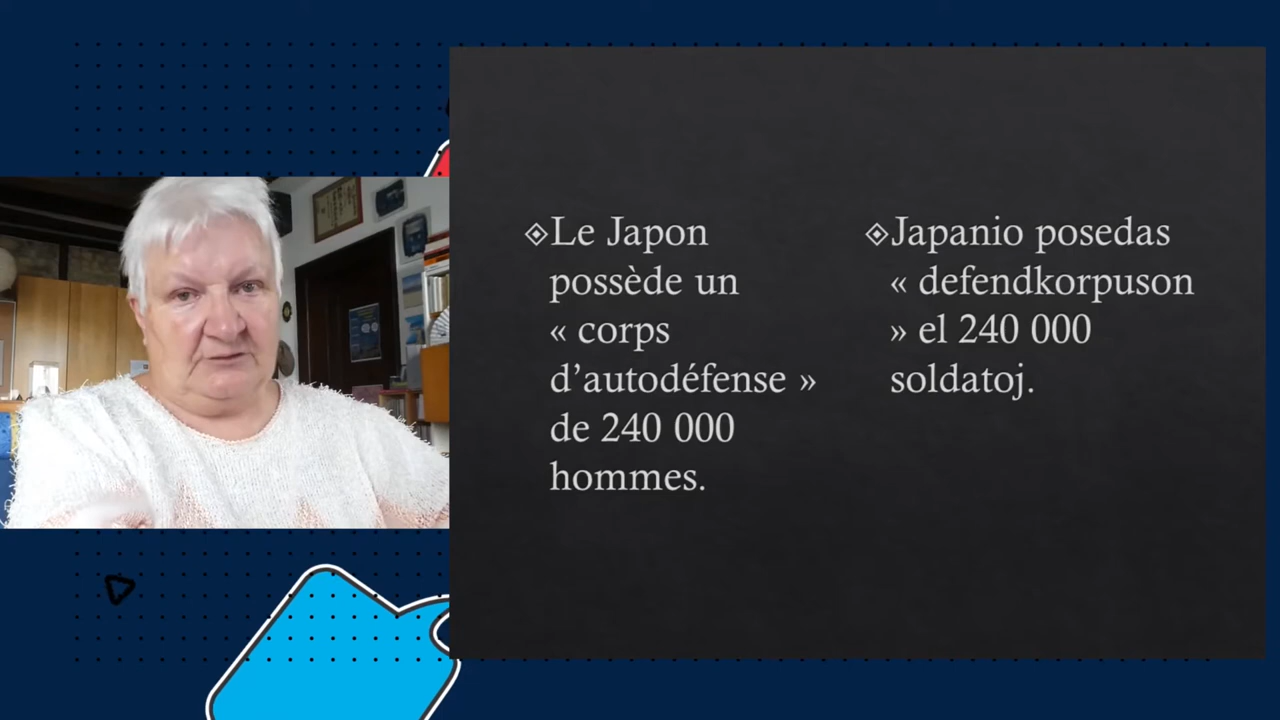 Le Japon
possède un
« corps
d’autodéfense »
de 240 000
hommes.
Japanio posedas
« defendkorpuson
» el 240 000
soldatoj.